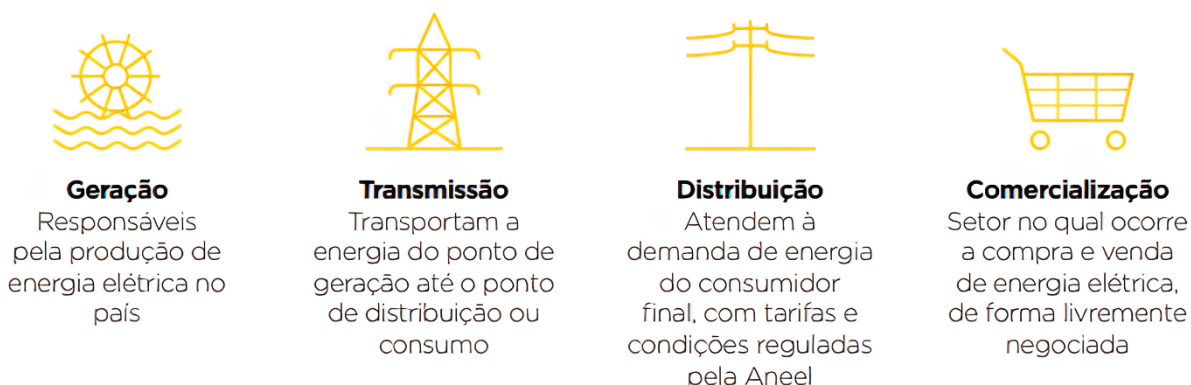 Geração
Responsáveis
pela produção de
energia elétrica no
país
Transmissão
Transportam a
energia do ponto de
geração até o ponto
de distribuição ou
consumo
Distribuição
Atendem à
demanda de energia
do consumidor
final, com tarifas e
condições reguladas
pela Aneel
Comercialização
Setor no qual ocorre
a compra e venda
de energia elétrica,
de forma livremente
negociada